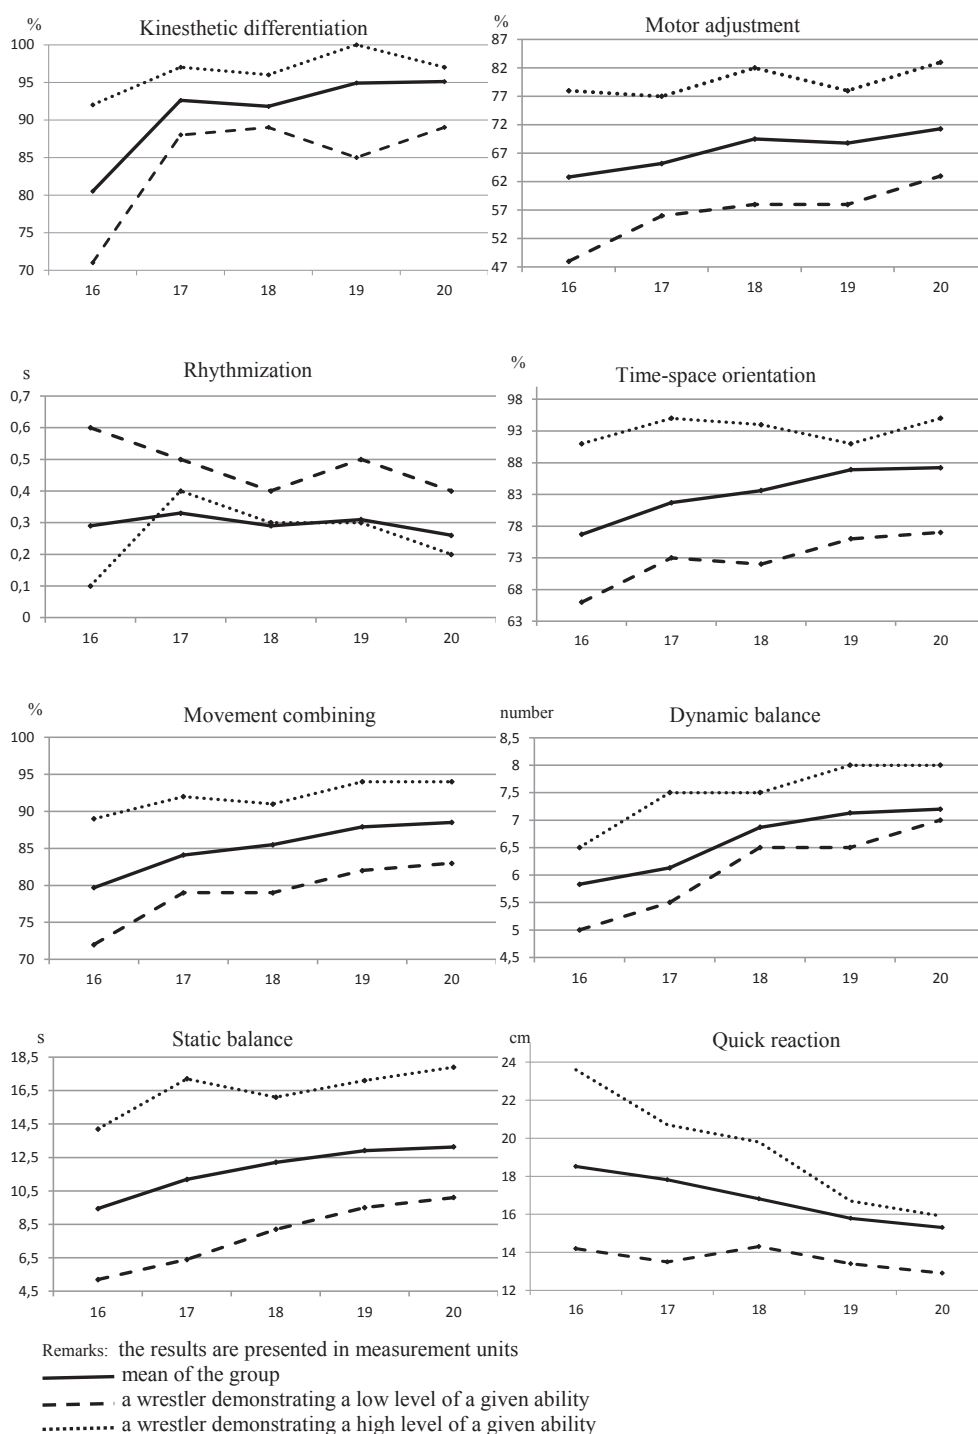 %
Kinesthetic differentiation
100
95
90
85
80
75
70
16 17 18 19 20
%
Motor adjustment
87
82
77
72
67
62
57
52
47
16 17 18 19 20
s
Rhythmization
0,7
0,6
0,5
0,4
0,3
0,2
0,1
0
16 17 18 19 20
%
Time-space orientation
98
93
88
83
78
73
68
63
16 17 18 19 20
%
Movement combining
100
95
90
85
80
75
70
16 17 18 19 20
number
Dynamic balance
8,5
8
7,5
7
6,5
6
5,5
5
4,5
16 17 18 19 20
s
Static balance
18,5
16,5
14,5
12,5
10,5
8,5
6,5
4,5
16 17 18 19 20
cm
Quick reaction
24
22
20
18
16
14
12
16 17 18 19 20
Remarks: the results are presented in measurement units
mean of the group
a wrestler demonstrating a low level of a given ability
a wrestler demonstrating a high level of a given ability